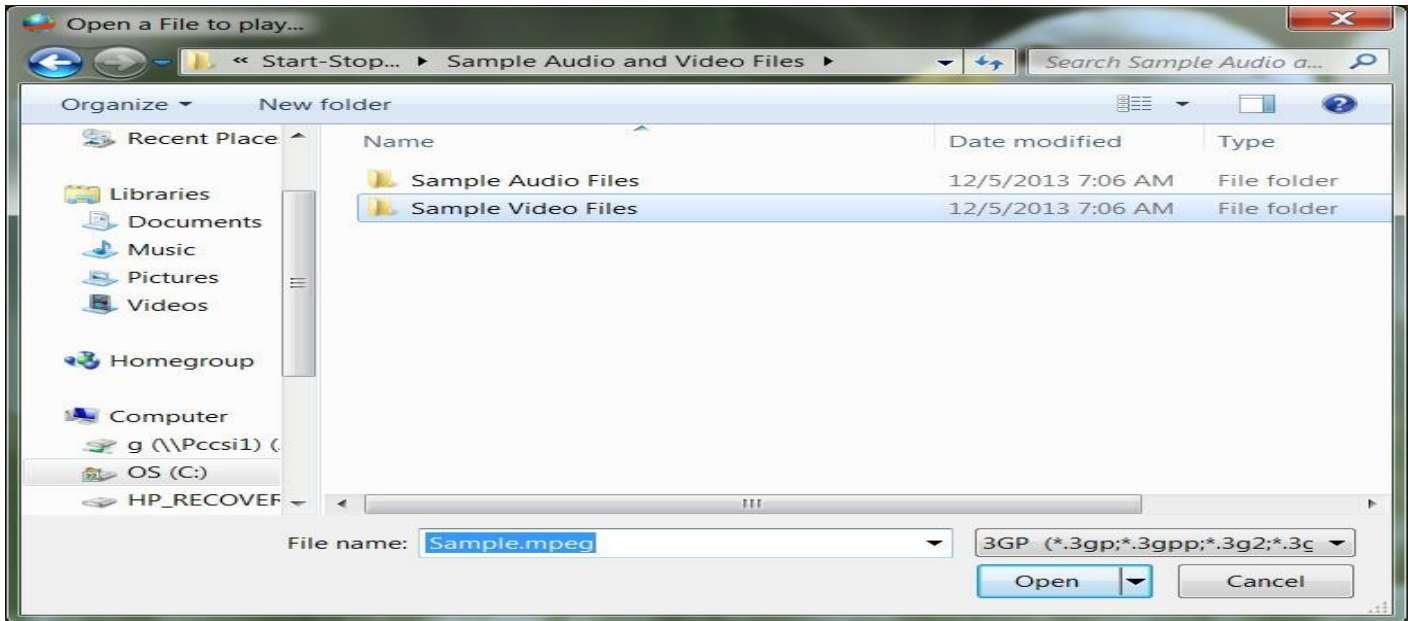 Open a File to play...
« Start-Stop... ▸ Sample Audio and Video Files ▸ Search Sample Audio a...
Organize New folder
Name Date modified Type
Recent Place
Libraries
Documents
Music
Pictures
Videos
Homegroup
Computer
g (\\Pccsi1) (
OS (C:)
HP_RECOVER
Sample Audio Files 12/5/2013 7:06 AM File folder
Sample Video Files 12/5/2013 7:06 AM File folder
File name: Sample.mpeg 3GP (*.3gp;*.3gpp;*.3g2;*.3g
Open Cancel